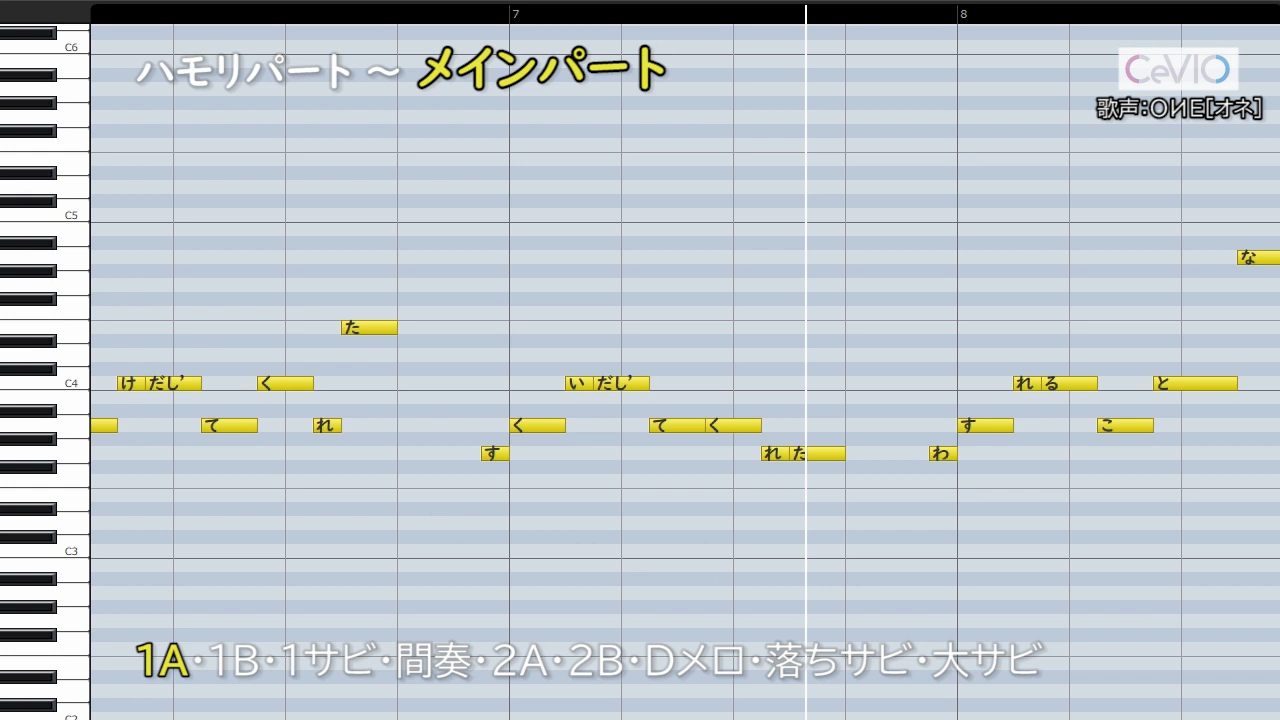 7 8
C6
ハモリパート ～ メインパート
CeVIO
歌声:OИE[オネ]
C5
な
た
C4
け だし’ く い だし’ れ る と
て れ く て く す こ
す れ た わ
C3
1A・1B・1サビ・間奏・2A・2B・Dメロ・落ちサビ・大サビ
C2